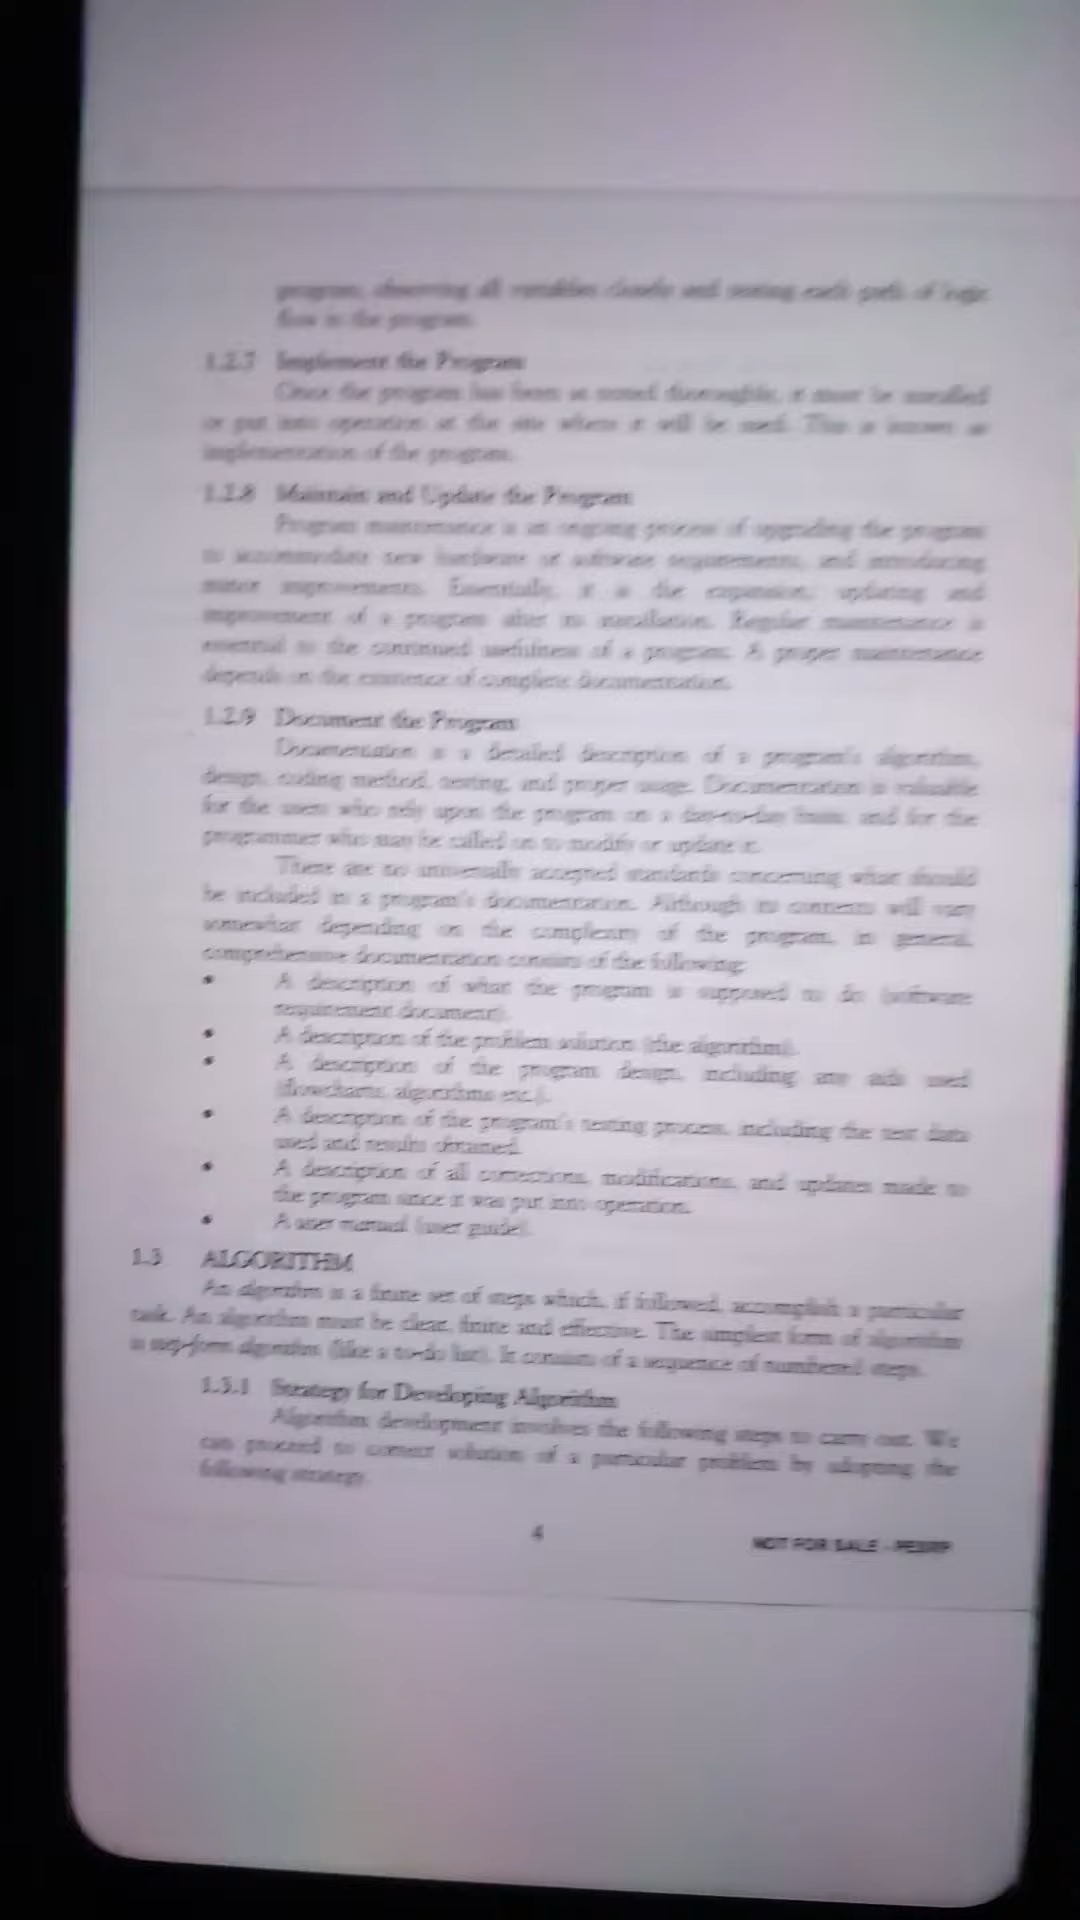 program, observing all variables closely and testing each path of logic
flow in the program.
1.2.7 Implement the Program
Once the program has been tested thoroughly, it must be installed
or put into operation at the site where it will be used. This is known as
implementation of the program.
1.2.8 Maintain and Update the Program
Program maintenance is an ongoing process of upgrading the program
to accommodate new hardware or software requirements, and introducing
minor improvements. Essentially, it is the expansion, updating and
improvement of a program after its installation. Regular maintenance is
essential to the continued usefulness of a program. A proper maintenance
depends on the existence of complete documentation.
1.2.9 Document the Program
Documentation is a detailed description of a program's algorithm,
design, coding method, testing, and proper usage. Documentation is valuable
for the users who rely upon the program on a day-to-day basis, and for the
programmer who may be called on to modify or update it.
There are no universally accepted standards concerning what should
be included in a program's documentation. Although its contents will vary
somewhat depending on the complexity of the program, in general,
comprehensive documentation consists of the following:
• A description of what the program is supposed to do (software
requirement document).
• A description of the problem solution (the algorithm).
• A description of the program design, including any aids used
(flowcharts, algorithms etc.).
• A description of the program's testing process, including the test data
used and results obtained.
• A description of all corrections, modifications, and updates made to
the program since it was put into operation.
• A user manual (user guide).
1.3 ALGORITHM
An algorithm is a finite set of steps which, if followed, accomplish a particular
task. An algorithm must be clear, finite and effective. The simplest form of algorithm
is step-form algorithm (like a to-do list). It consists of a sequence of numbered steps.
1.3.1 Strategy for Developing Algorithm
Algorithm development involves the following steps to carry out. We
can proceed to correct solution of a particular problem by adopting the
following strategy.
4
NOT FOR SALE - PESRP